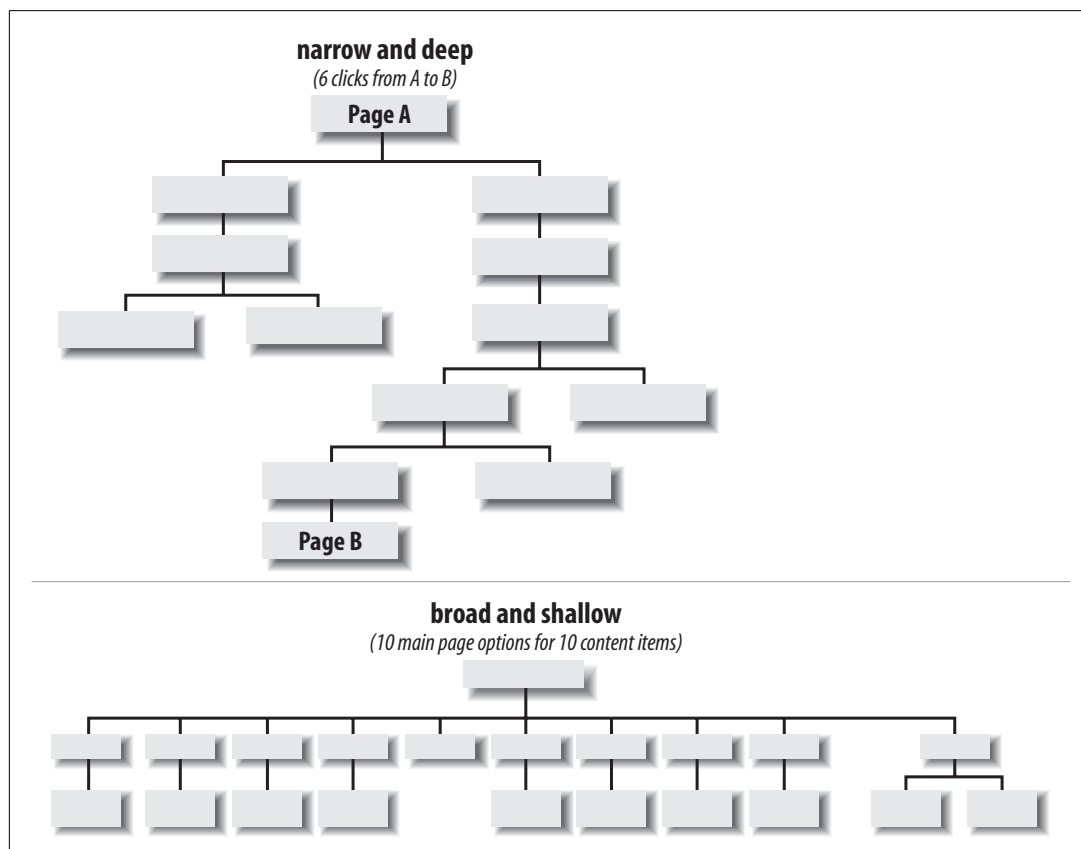 narrow and deep
(6 clicks from A to B)
Page A
Page B
broad and shallow
(10 main page options for 10 content items)